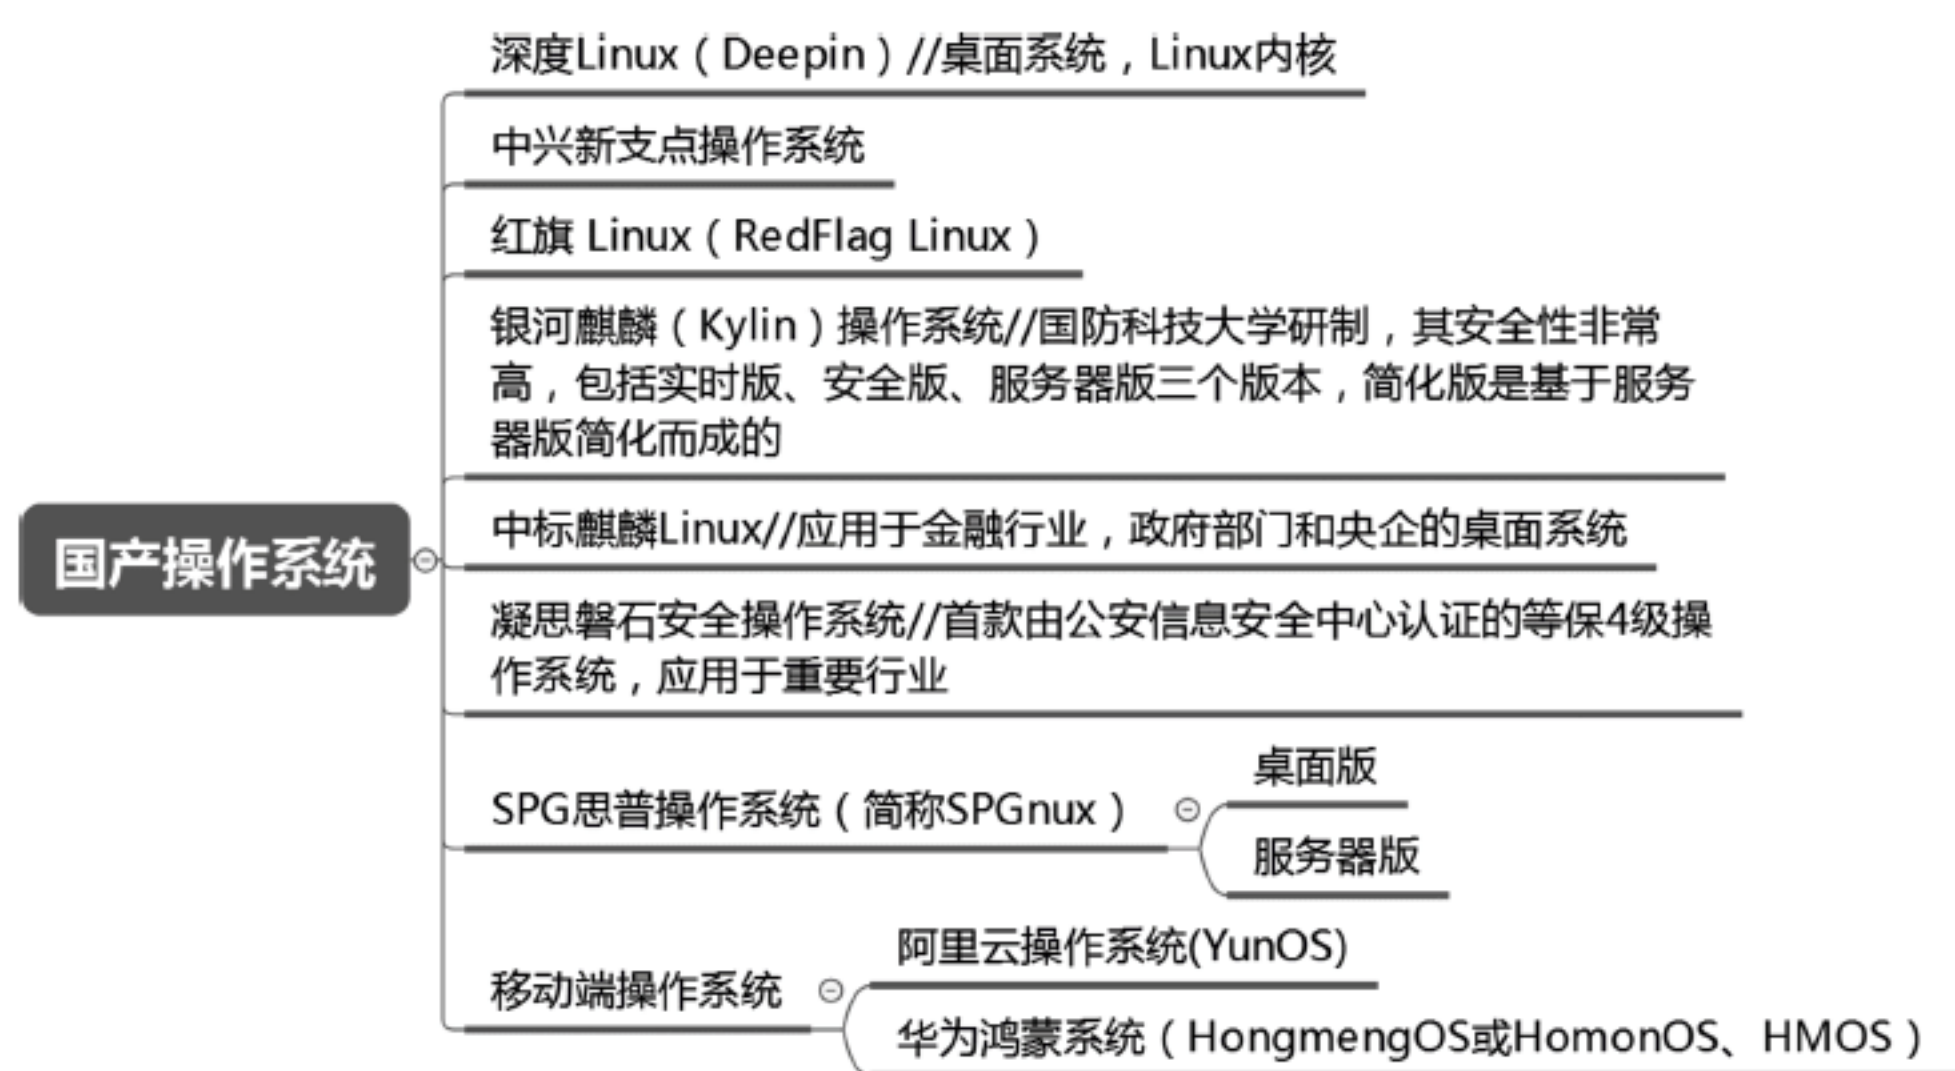 深度Linux（Deepin）//桌面系统，Linux内核
中兴新支点操作系统
红旗 Linux（RedFlag Linux）
银河麒麟（Kylin）操作系统//国防科技大学研制，其安全性非常
高，包括实时版、安全版、服务器版三个版本，简化版是基于服务
器版简化而成的
国产操作系统
中标麒麟Linux//应用于金融行业，政府部门和央企的桌面系统
凝思磐石安全操作系统//首款由公安信息安全中心认证的等保4级操
作系统，应用于重要行业
SPG思普操作系统（简称SPGnux）
桌面版
服务器版
移动端操作系统
阿里云操作系统(YunOS)
华为鸿蒙系统（HongmengOS或HomonOS、HMOS）